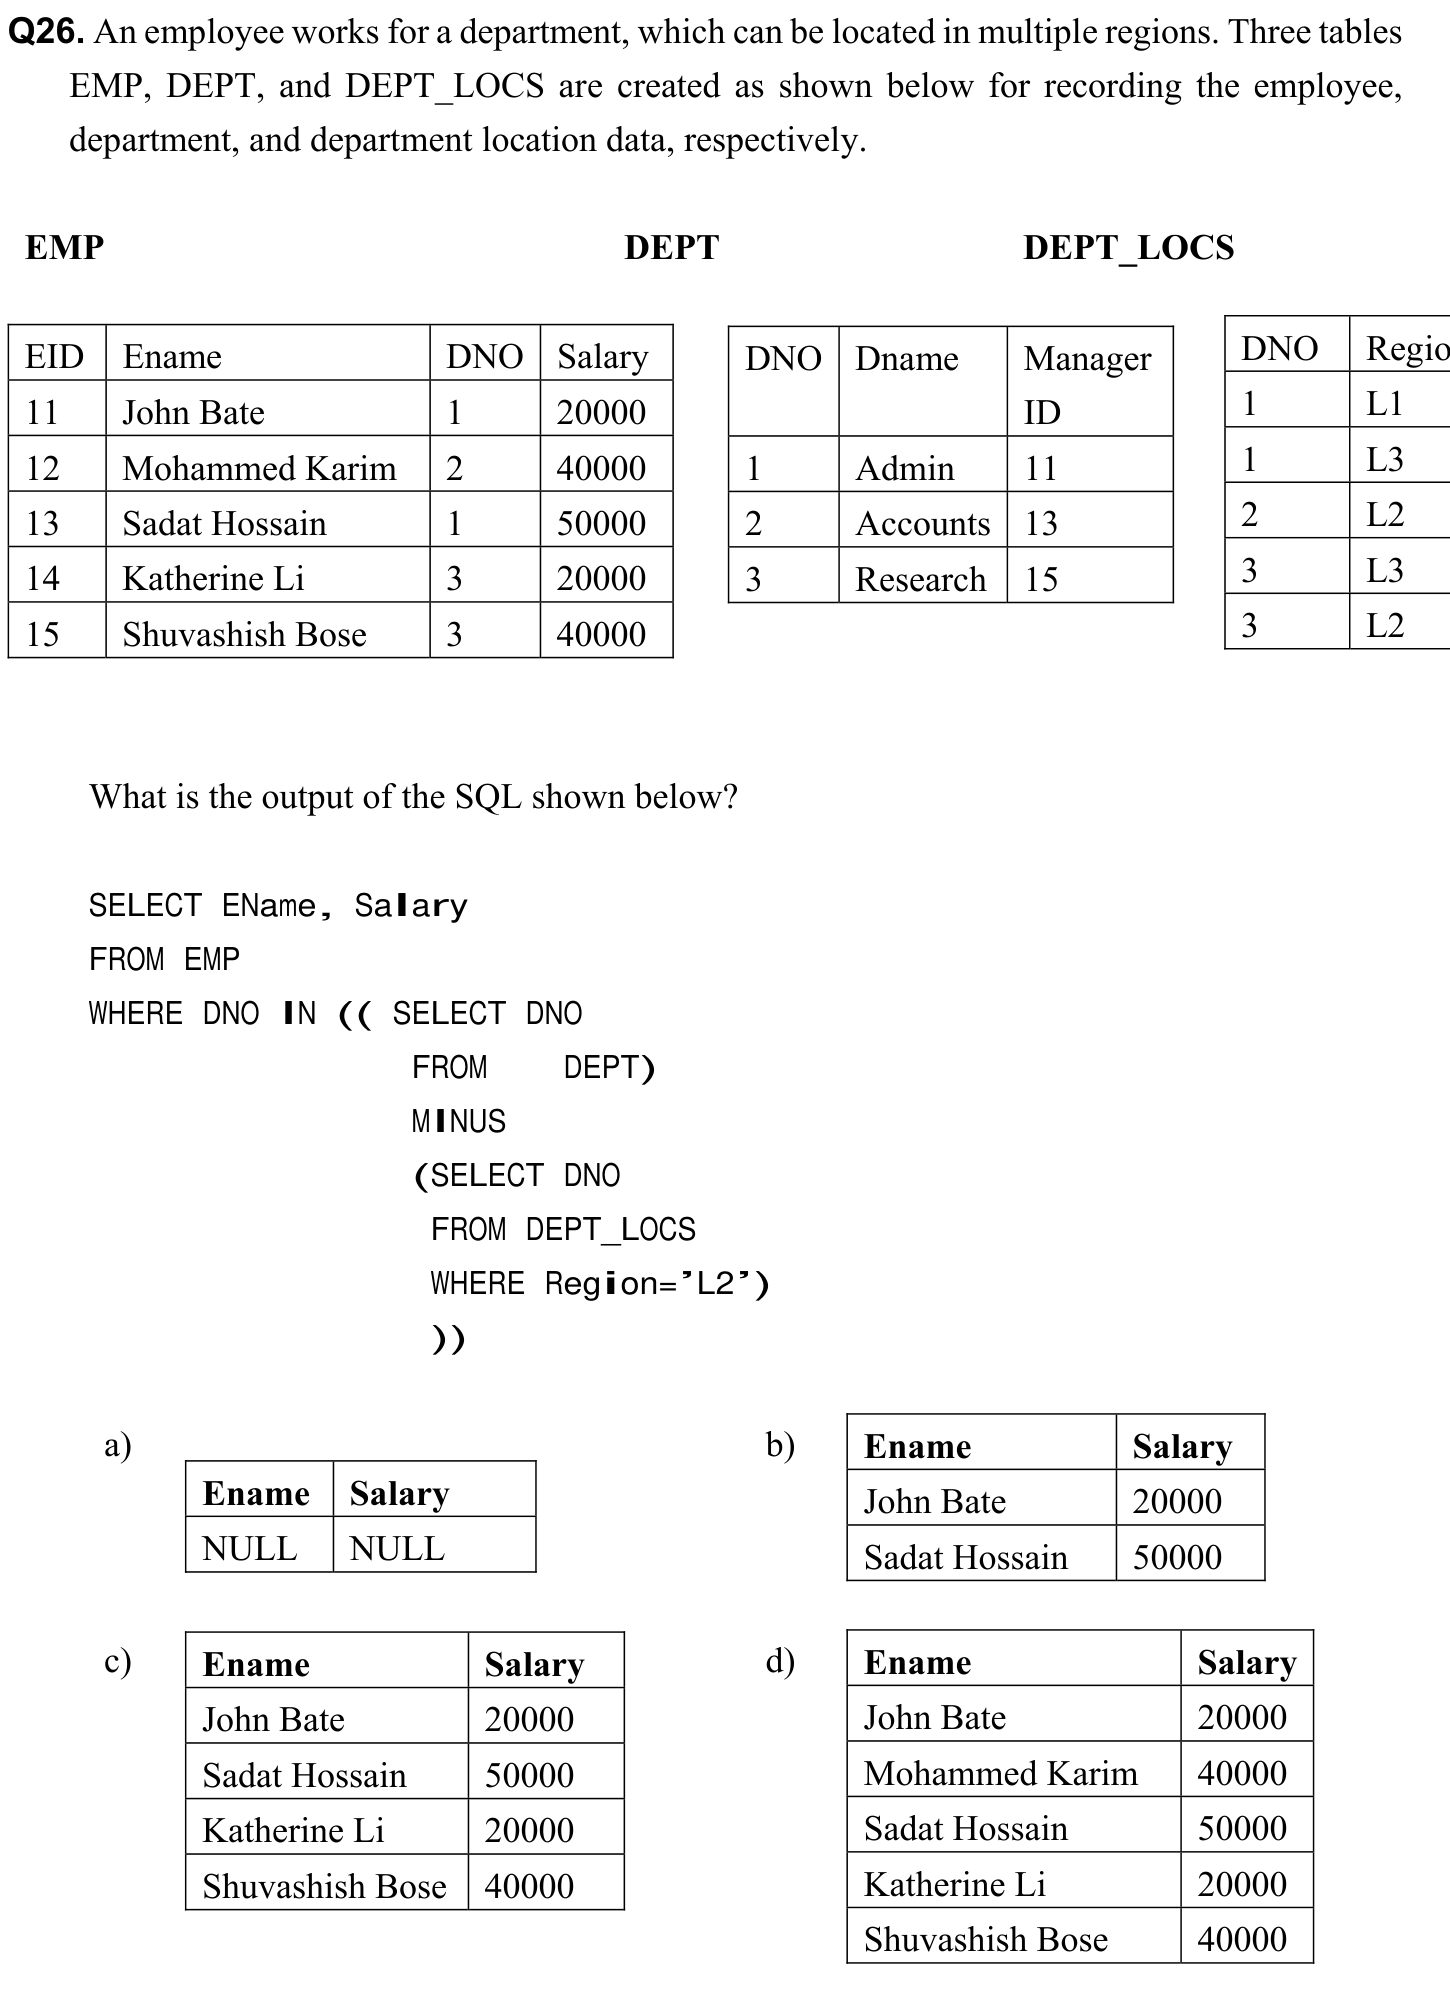 Q26. An employee works for a department, which can be located in multiple regions. Three tables
EMP, DEPT, and DEPT_LOCS are created as shown below for recording the employee,
department, and department location data, respectively.
EMP DEPT DEPT_LOCS
EID Ename DNO Salary
11 John Bate 1 20000
12 Mohammed Karim 2 40000
13 Sadat Hossain 1 50000
14 Katherine Li 3 20000
15 Shuvashish Bose 3 40000
DNO Dname Manager
ID
1 Admin 11
2 Accounts 13
3 Research 15
DNO Regio
1 L1
1 L3
2 L2
3 L3
3 L2
What is the output of the SQL shown below?
SELECT EName, Salary
FROM EMP
WHERE DNO IN (( SELECT DNO
FROM DEPT)
MINUS
(SELECT DNO
FROM DEPT_LOCS
WHERE Region=’L2’)
))
a)
Ename Salary
NULL NULL
b)
Ename Salary
John Bate 20000
Sadat Hossain 50000
c)
Ename Salary
John Bate 20000
Sadat Hossain 50000
Katherine Li 20000
Shuvashish Bose 40000
d)
Ename Salary
John Bate 20000
Mohammed Karim 40000
Sadat Hossain 50000
Katherine Li 20000
Shuvashish Bose 40000